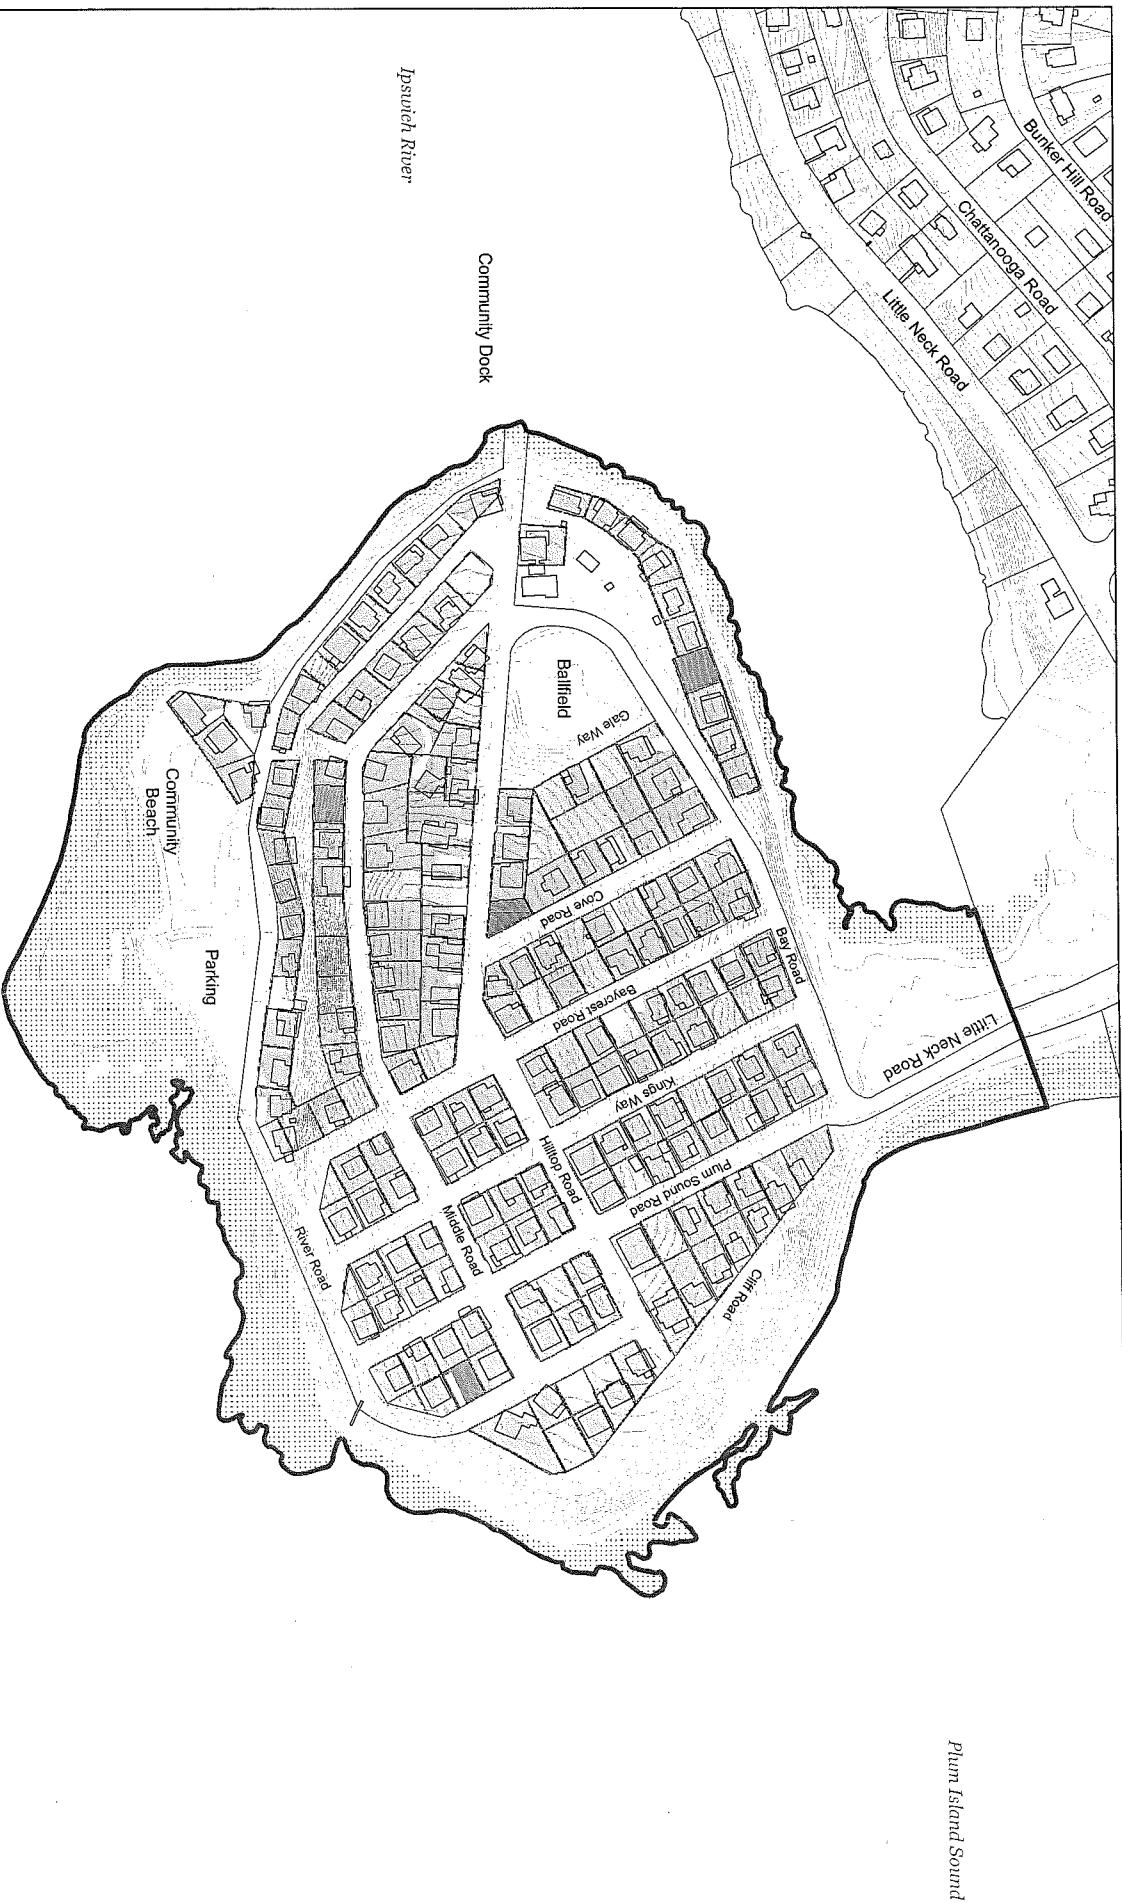 Ipswich River
Bunker Hill Road
Chattanooga Road
Little Neck Road
Community Dock
Ballfield
Gale Way
Cove Road
Community
Beach
Parking
Bay Road
Baycrest Road
Little Neck Road
Kings Way
Hilltop Road
Plum Sound Road
Middle Road
River Road
Cliff Road
Plum Island Sound